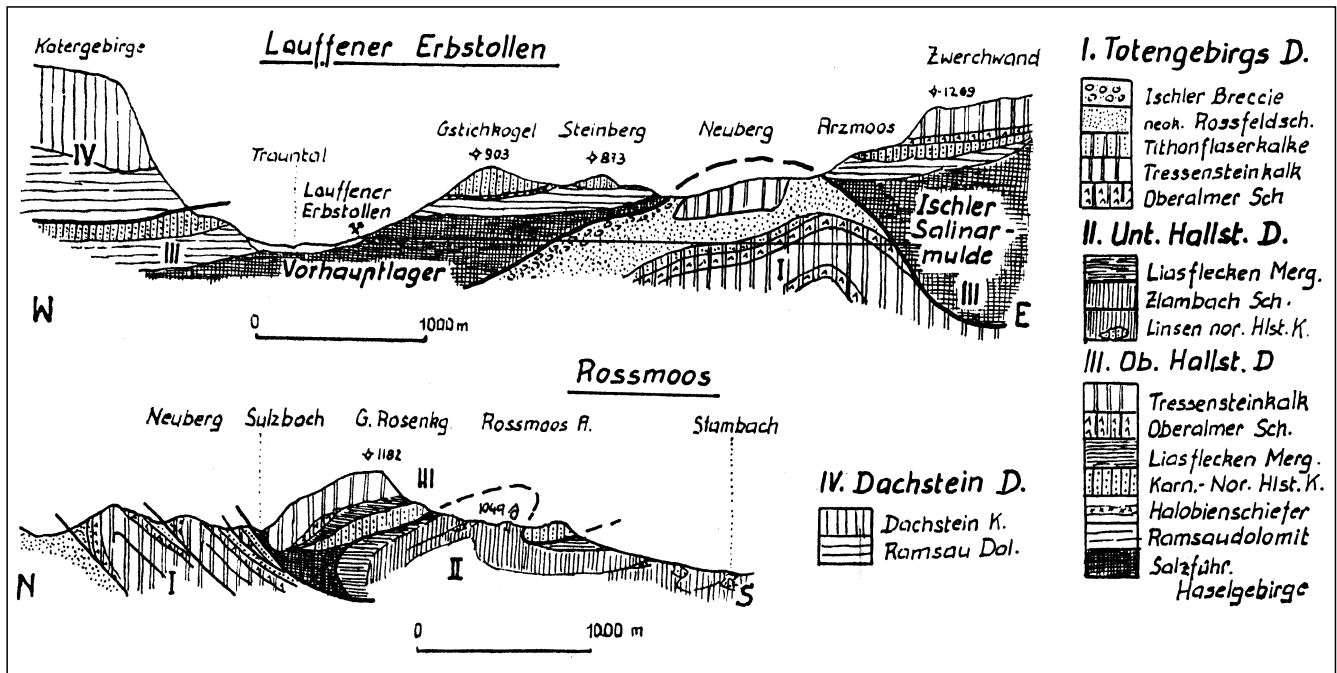 Lauffener Erbstollen
Katergebirge
Zwerchwand
1269
Gstichkogel
903
Steinberg
873
Neuberg
Arzmoos
Trauntal
Lauffener
Erbstollen
IV
III
Vorhauptlager
I
Ischler
Salinar-
mulde
III
W
E
0 1000 m
Rossmoos
Neuberg
Sulzbach
G. Rosenkg.
1182
Rossmoos A.
Stambach
III
1049
I
II
N
S
0 1000 m
IV. Dachstein D.
Dachstein K.
Ramsau Dol.
I. Totengebirgs D.
Ischler Breccie
neok. Rossfeldsch.
Tithonflaserkalke
Tressensteinkalk
Oberalmer Sch
II. Unt. Hallst. D.
Liasflecken Merg.
Zlambach Sch.
Linsen nor. Hlst. K.
III. Ob. Hallst. D
Tressensteinkalk
Oberalmer Sch.
Liasflecken Merg.
Karn.- Nor. Hlst. K.
Halobienschiefer
Ramsaudolomit
Salzführ.
Haselgebirge